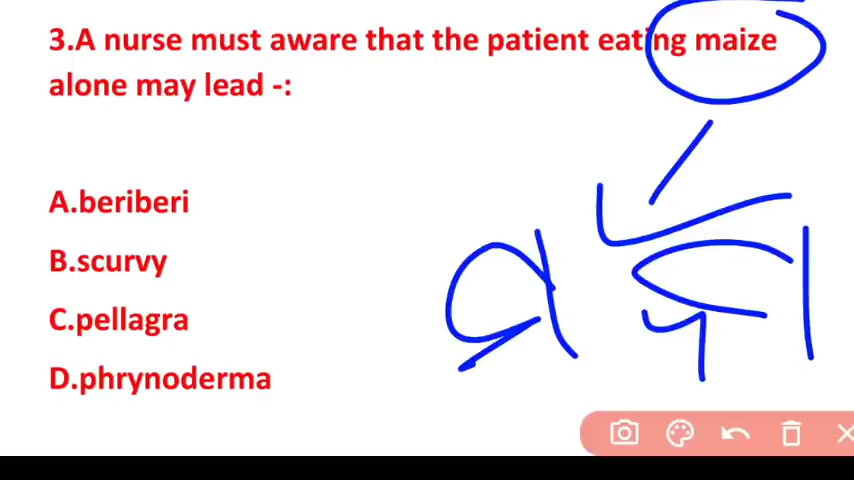 3.A nurse must aware that the patient eating maize
alone may lead -:
A.beriberi
B.scurvy
C.pellagra
D.phrynoderma